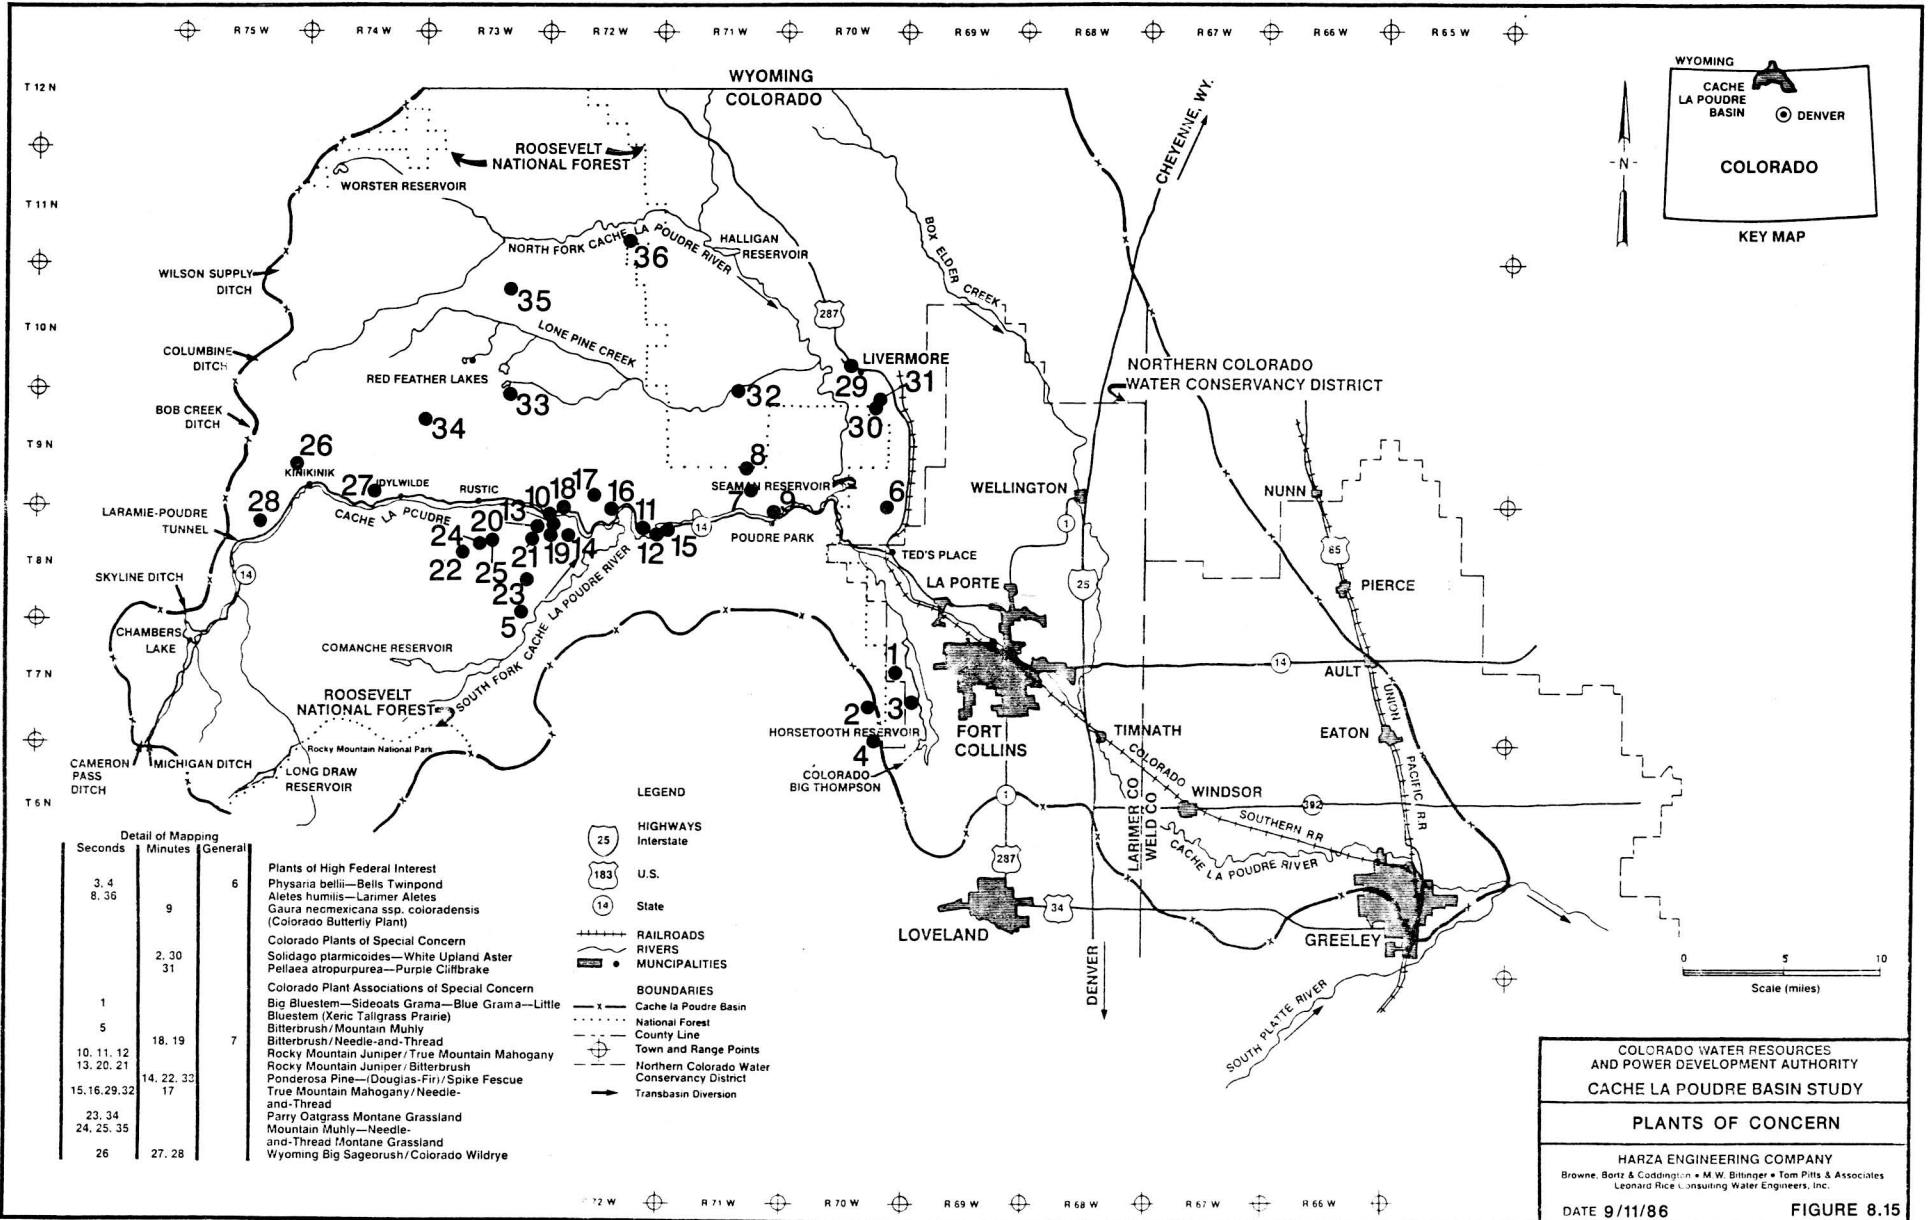 R 75 W R 74 W R 73 W R 72 W R 71 W R 70 W R 69 W R 68 W R 67 W R 66 W R 65 W
T 12 N
T 11 N
T 10 N
T 9 N
T 8 N
T 7 N
T 6 N
WYOMING
COLORADO
CHEYENNE, WY.
WYOMING
CACHE
LA POUDRE
BASIN
DENVER
COLORADO
KEY MAP
-N-
ROOSEVELT
NATIONAL FOREST
WORSTER RESERVOIR
NORTH FORK CACHE LA POUDRE RIVER
36
HALLIGAN
RESERVOIR
BOX ELDER CREEK
WILSON SUPPLY
DITCH
35
287
LONE PINE CREEK
COLUMBINE
DITCH
RED FEATHER LAKES
LIVERMORE
29
31
30
32
33
34
NORTHERN COLORADO
WATER CONSERVANCY DISTRICT
BOB CREEK
DITCH
26
KINIKINIK
27
IDYLWILDE
RUSTIC
CACHE LA POUDRE
28
LARAMIE-POUDRE
TUNNEL
8
SEAMAN RESERVOIR
7
9
6
10
18
17
16
11
13
20
24
22
25
21
19
14
12
15
14
POUDRE PARK
23
5
WELLINGTON
1
NUNN
85
TED'S PLACE
LA PORTE
25
PIERCE
SKYLINE DITCH
14
CHAMBERS
LAKE
COMANCHE RESERVOIR
SOUTH FORK CACHE LA POUDRE RIVER
ROOSEVELT
NATIONAL FOREST
Rocky Mountain National Park
1
2
3
HORSETOOTH RESERVOIR
4
COLORADO
BIG THOMPSON
FORT
COLLINS
14
AULT
UNION
PACIFIC R.R
EATON
TIMNATH
COLORADO
SOUTHERN RR
WINDSOR
392
CAMERON
PASS
DITCH
MICHIGAN DITCH
LONG DRAW
RESERVOIR
LARIMER CO
WELD CO
CACHE LA POUDRE RIVER
1
287
34
LOVELAND
GREELEY
DENVER
SOUTH PLATTE RIVER
0 5 10
Scale (miles)
LEGEND
HIGHWAYS
25 Interstate
183 U.S.
14 State
RAILROADS
RIVERS
MUNCIPALITIES
BOUNDARIES
Cache la Poudre Basin
National Forest
County Line
Town and Range Points
Northern Colorado Water
Conservancy District
Transbasin Diversion
Detail of Mapping
Seconds Minutes General
Plants of High Federal Interest
3, 4 6 Physaria bellii—Bells Twinpond
8, 36 Aletes humilis—Larimer Aletes
9 Gaura neomexicana ssp. coloradensis
(Colorado Butterfly Plant)
Colorado Plants of Special Concern
2, 30 Solidago ptarmicoides—White Upland Aster
31 Pellaea atropurpurea—Purple Cliffbrake
Colorado Plant Associations of Special Concern
1 Big Bluestem—Sideoats Grama—Blue Grama—Little
Bluestem (Xeric Tallgrass Prairie)
5 Bitterbrush/Mountain Muhly
18, 19 7 Bitterbrush/Needle-and-Thread
10, 11, 12 Rocky Mountain Juniper/True Mountain Mahogany
13, 20, 21 Rocky Mountain Juniper/Bitterbrush
14, 22, 33 Ponderosa Pine—(Douglas-Fir)/Spike Fescue
15, 16, 29, 32 17 True Mountain Mahogany/Needle-
and-Thread
23, 34 Parry Oatgrass Montane Grassland
24, 25, 35 Mountain Muhly—Needle-
and-Thread Montane Grassland
26 27, 28 Wyoming Big Sagebrush/Colorado Wildrye
COLORADO WATER RESOURCES
AND POWER DEVELOPMENT AUTHORITY
CACHE LA POUDRE BASIN STUDY
PLANTS OF CONCERN
HARZA ENGINEERING COMPANY
Browne, Bortz & Coddington • M.W. Bittinger • Tom Pitts & Associates
Leonard Rice Consulting Water Engineers, Inc.
DATE 9/11/86 FIGURE 8.15
72 W R 71 W R 70 W R 69 W R 68 W R 67 W R 66 W